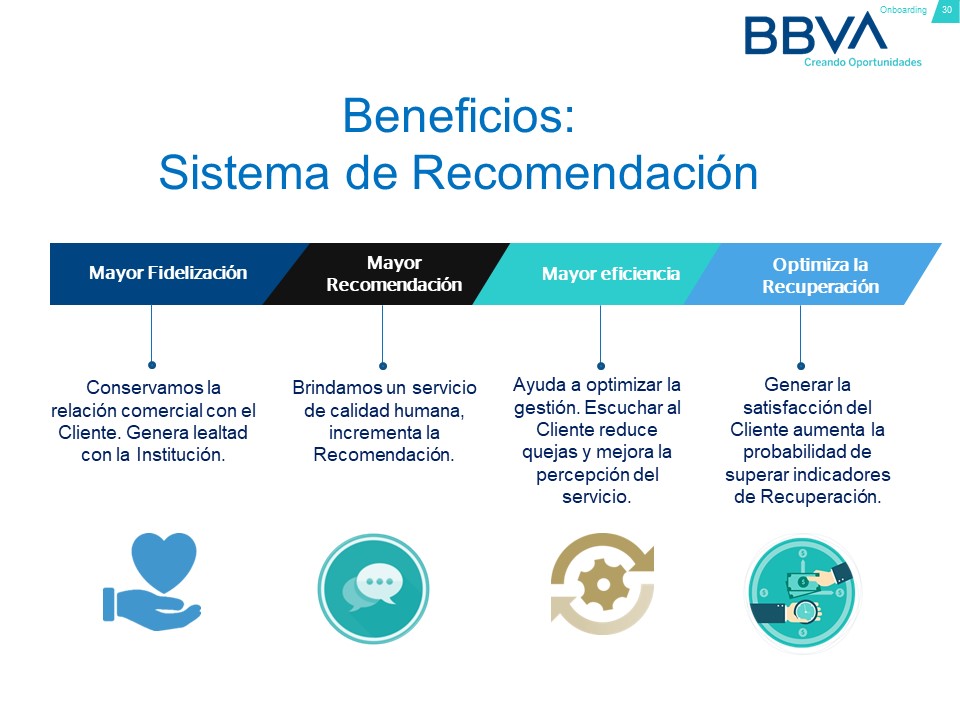 Onboarding 30
BBVA
Creando Oportunidades
Beneficios:
Sistema de Recomendación
Mayor Fidelización
Mayor
Recomendación
Mayor eficiencia
Optimiza la
Recuperación
Conservamos la
relación comercial con el
Cliente. Genera lealtad
con la Institución.
Brindamos un servicio
de calidad humana,
incrementa la
Recomendación.
Ayuda a optimizar la
gestión. Escuchar al
Cliente reduce
quejas y mejora la
percepción del
servicio.
Generar la
satisfacción del
Cliente aumenta la
probabilidad de
superar indicadores
de Recuperación.